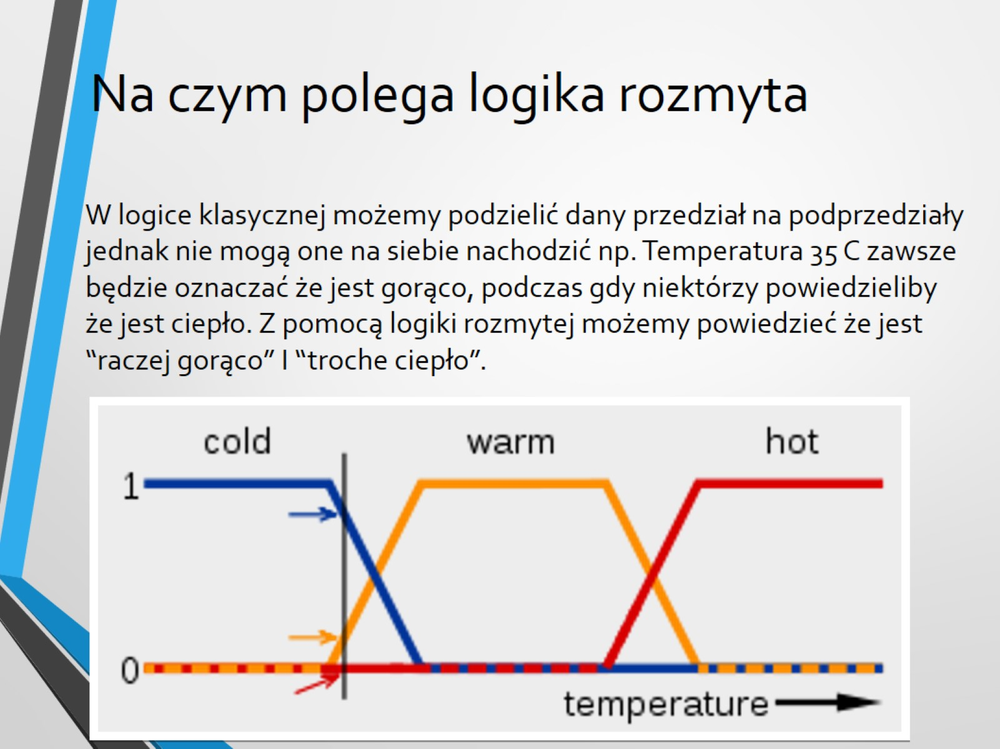 Na czym polega logika rozmyta
W logice klasycznej możemy podzielić dany przedział na podprzedziały
jednak nie mogą one na siebie nachodzić np. Temperatura 35 C zawsze
będzie oznaczać że jest gorąco, podczas gdy niektórzy powiedzieliby
że jest ciepło. Z pomocą logiki rozmytej możemy powiedzieć że jest
“raczej gorąco” I “troche ciepło”.
cold warm hot
1
0
temperature